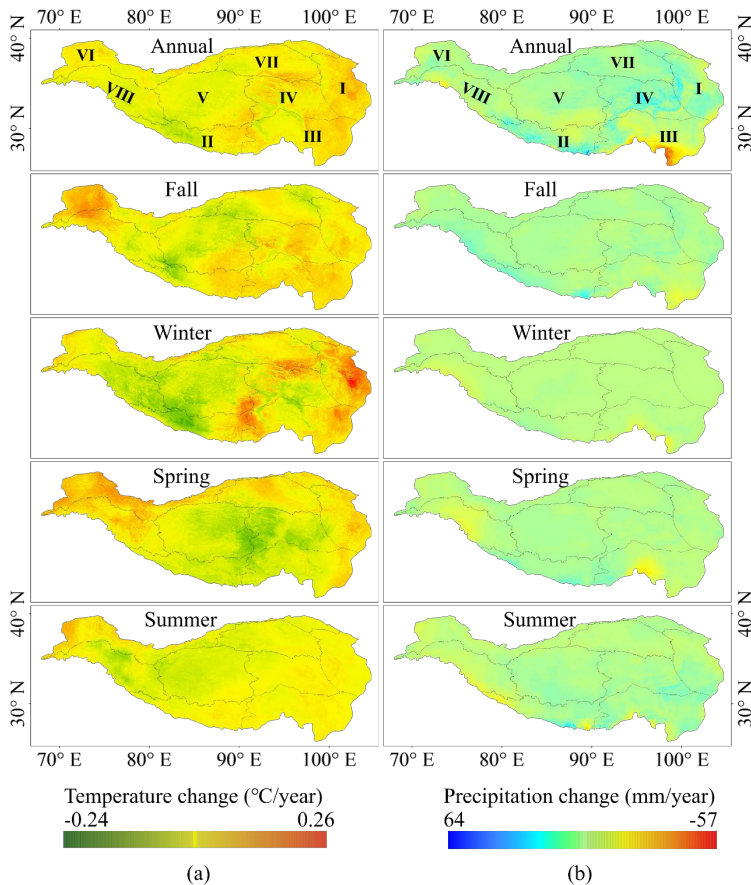 70° E 80° E 90° E 100° E 70° E 80° E 90° E 100° E
40° N 40° N
30° N 30° N
Annual Annual
VI VII VIII V IV I II III
VI VII VIII V IV I II III
Fall Fall
Winter Winter
Spring Spring
Summer Summer
40° N 40° N
30° N 30° N
70° E 80° E 90° E 100° E 70° E 80° E 90° E 100° E
Temperature change (℃/year) Precipitation change (mm/year)
-0.24 0.26 64 -57
(a) (b)